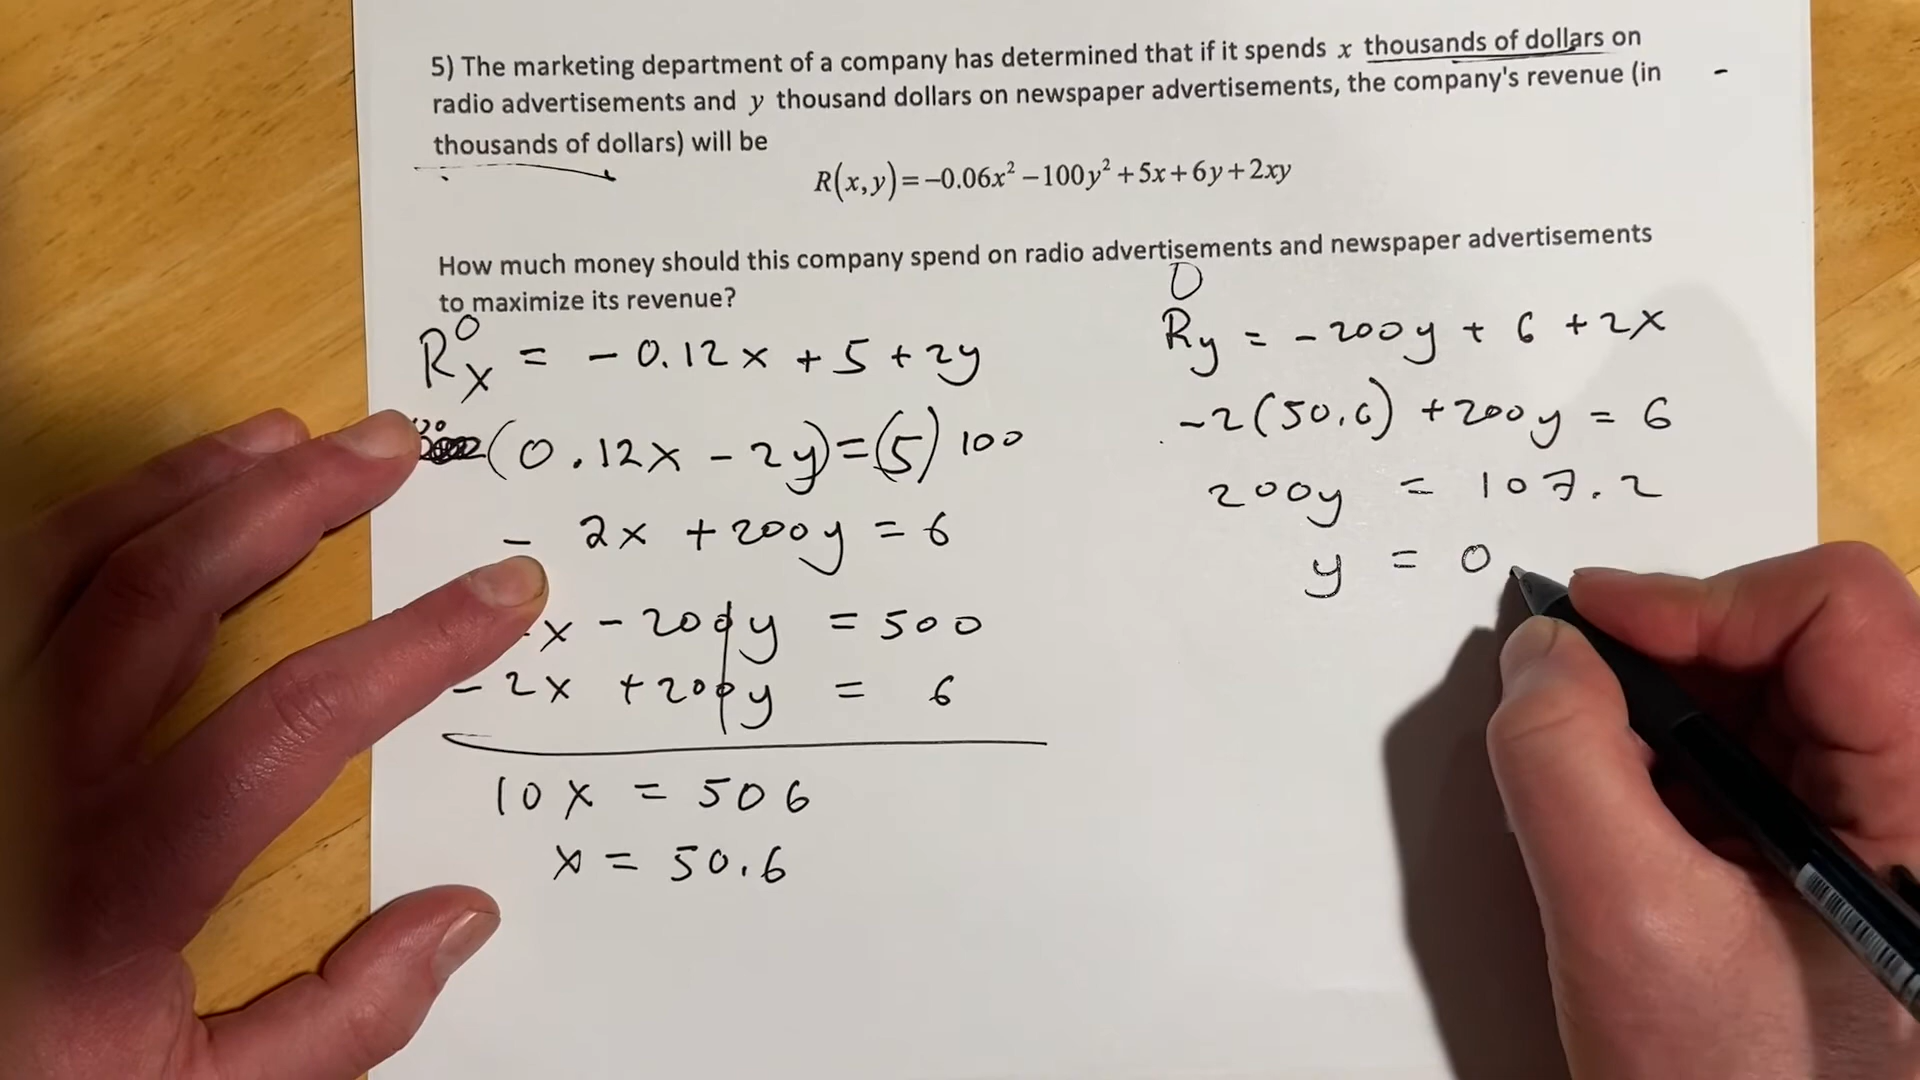 5) The marketing department of a company has determined that if it spends x thousands of dollars on
radio advertisements and y thousand dollars on newspaper advertisements, the company's revenue (in
thousands of dollars) will be
R(x,y)=−0.06x²−100y²+5x+6y+2xy
How much money should this company spend on radio advertisements and newspaper advertisements
to maximize its revenue?
0
Rx = − 0.12x + 5 + 2y
(0.12x − 2y)=(5) 100
− 2x + 200y = 6
x − 200y = 500
− 2x + 200y = 6
10x = 506
x = 50.6
0
Ry = − 200y + 6 + 2x
−2(50.6) + 200y = 6
200y = 107.2
y = 0.